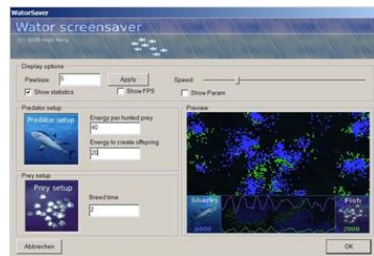 WatorSaver
Wator screensaver
Display options
Pixelsize: 5 Apply Speed:
Show statistics Show FPS Show Param
Predator setup
Predator setup
Energy per hunted prey
40
Energy to create offspring
20
Prey setup
Prey setup
Breed time
2
Preview
Sharks Fish
2000
Abbrechen OK